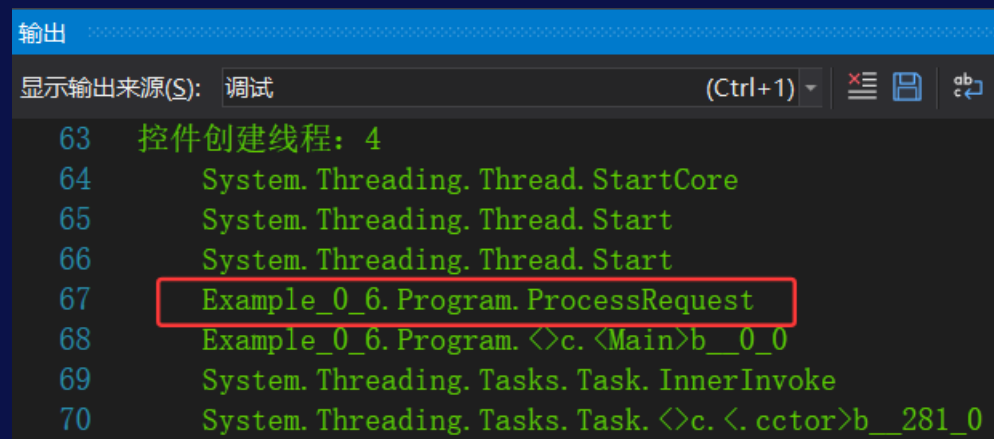 输出
显示输出来源(S): 调试 (Ctrl+1) ab c
63 控件创建线程：4
64 System.Threading.Thread.StartCore
65 System.Threading.Thread.Start
66 System.Threading.Thread.Start
67 Example_0_6.Program.ProcessRequest
68 Example_0_6.Program.<>c.<Main>b__0_0
69 System.Threading.Tasks.Task.InnerInvoke
70 System.Threading.Tasks.Task.<>c.<.cctor>b__281_0